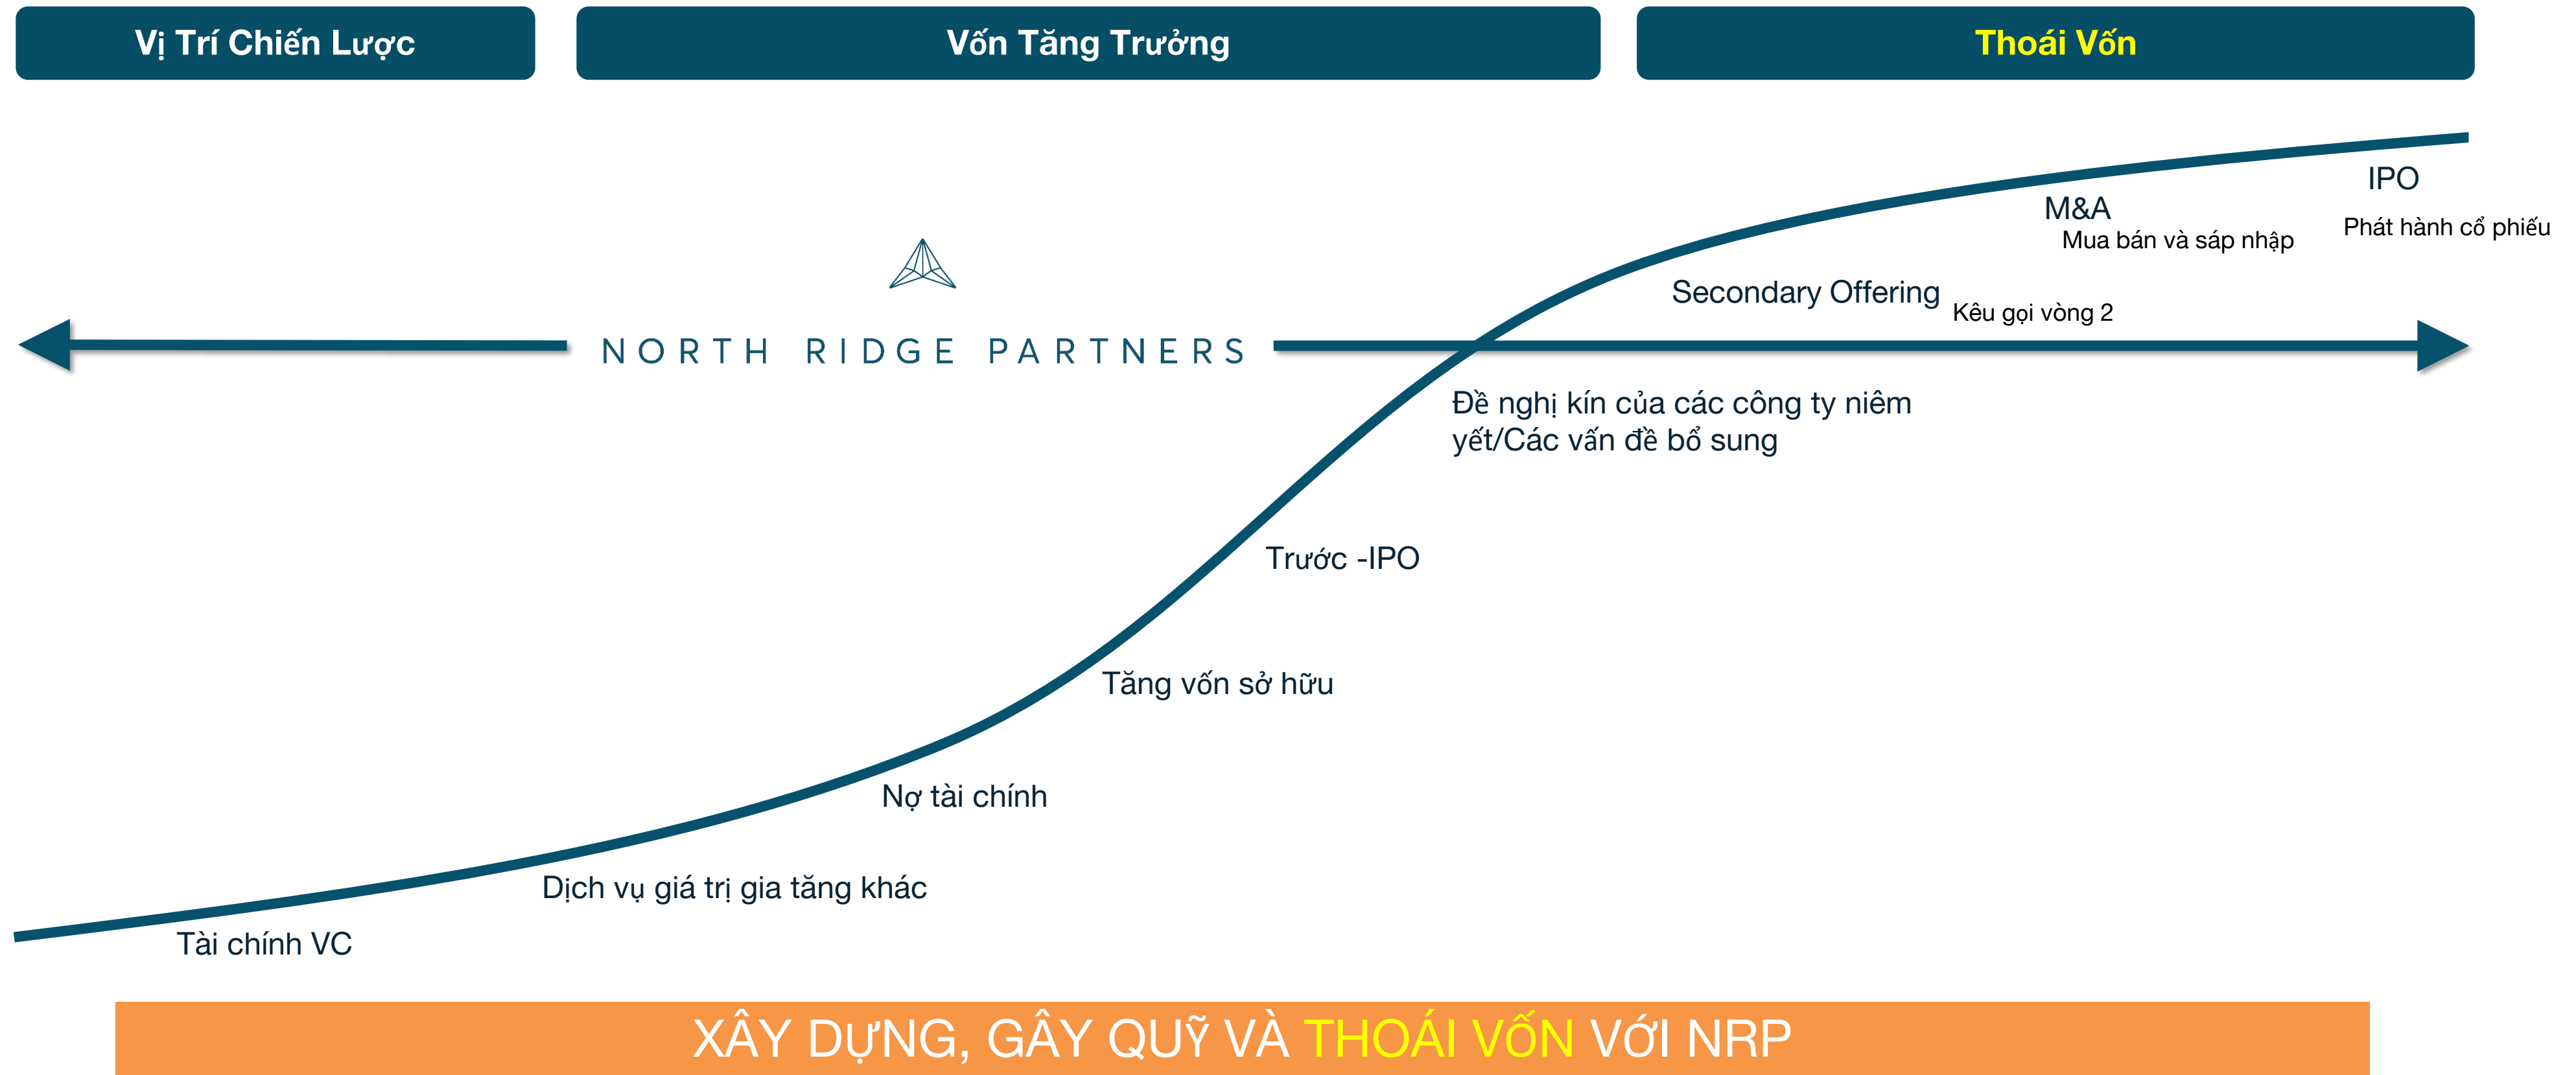 Vị Trí Chiến Lược
Vốn Tăng Trưởng
Thoái Vốn
IPO
Phát hành cổ phiếu
M&A
Mua bán và sáp nhập
Secondary Offering
Kêu gọi vòng 2
NORTH RIDGE PARTNERS
Đề nghị kín của các công ty niêm
yết/Các vấn đề bổ sung
Trước -IPO
Tăng vốn sở hữu
Nợ tài chính
Dịch vụ giá trị gia tăng khác
Tài chính VC
XÂY DỰNG, GÂY QUỸ VÀ THOÁI VỐN VỚI NRP